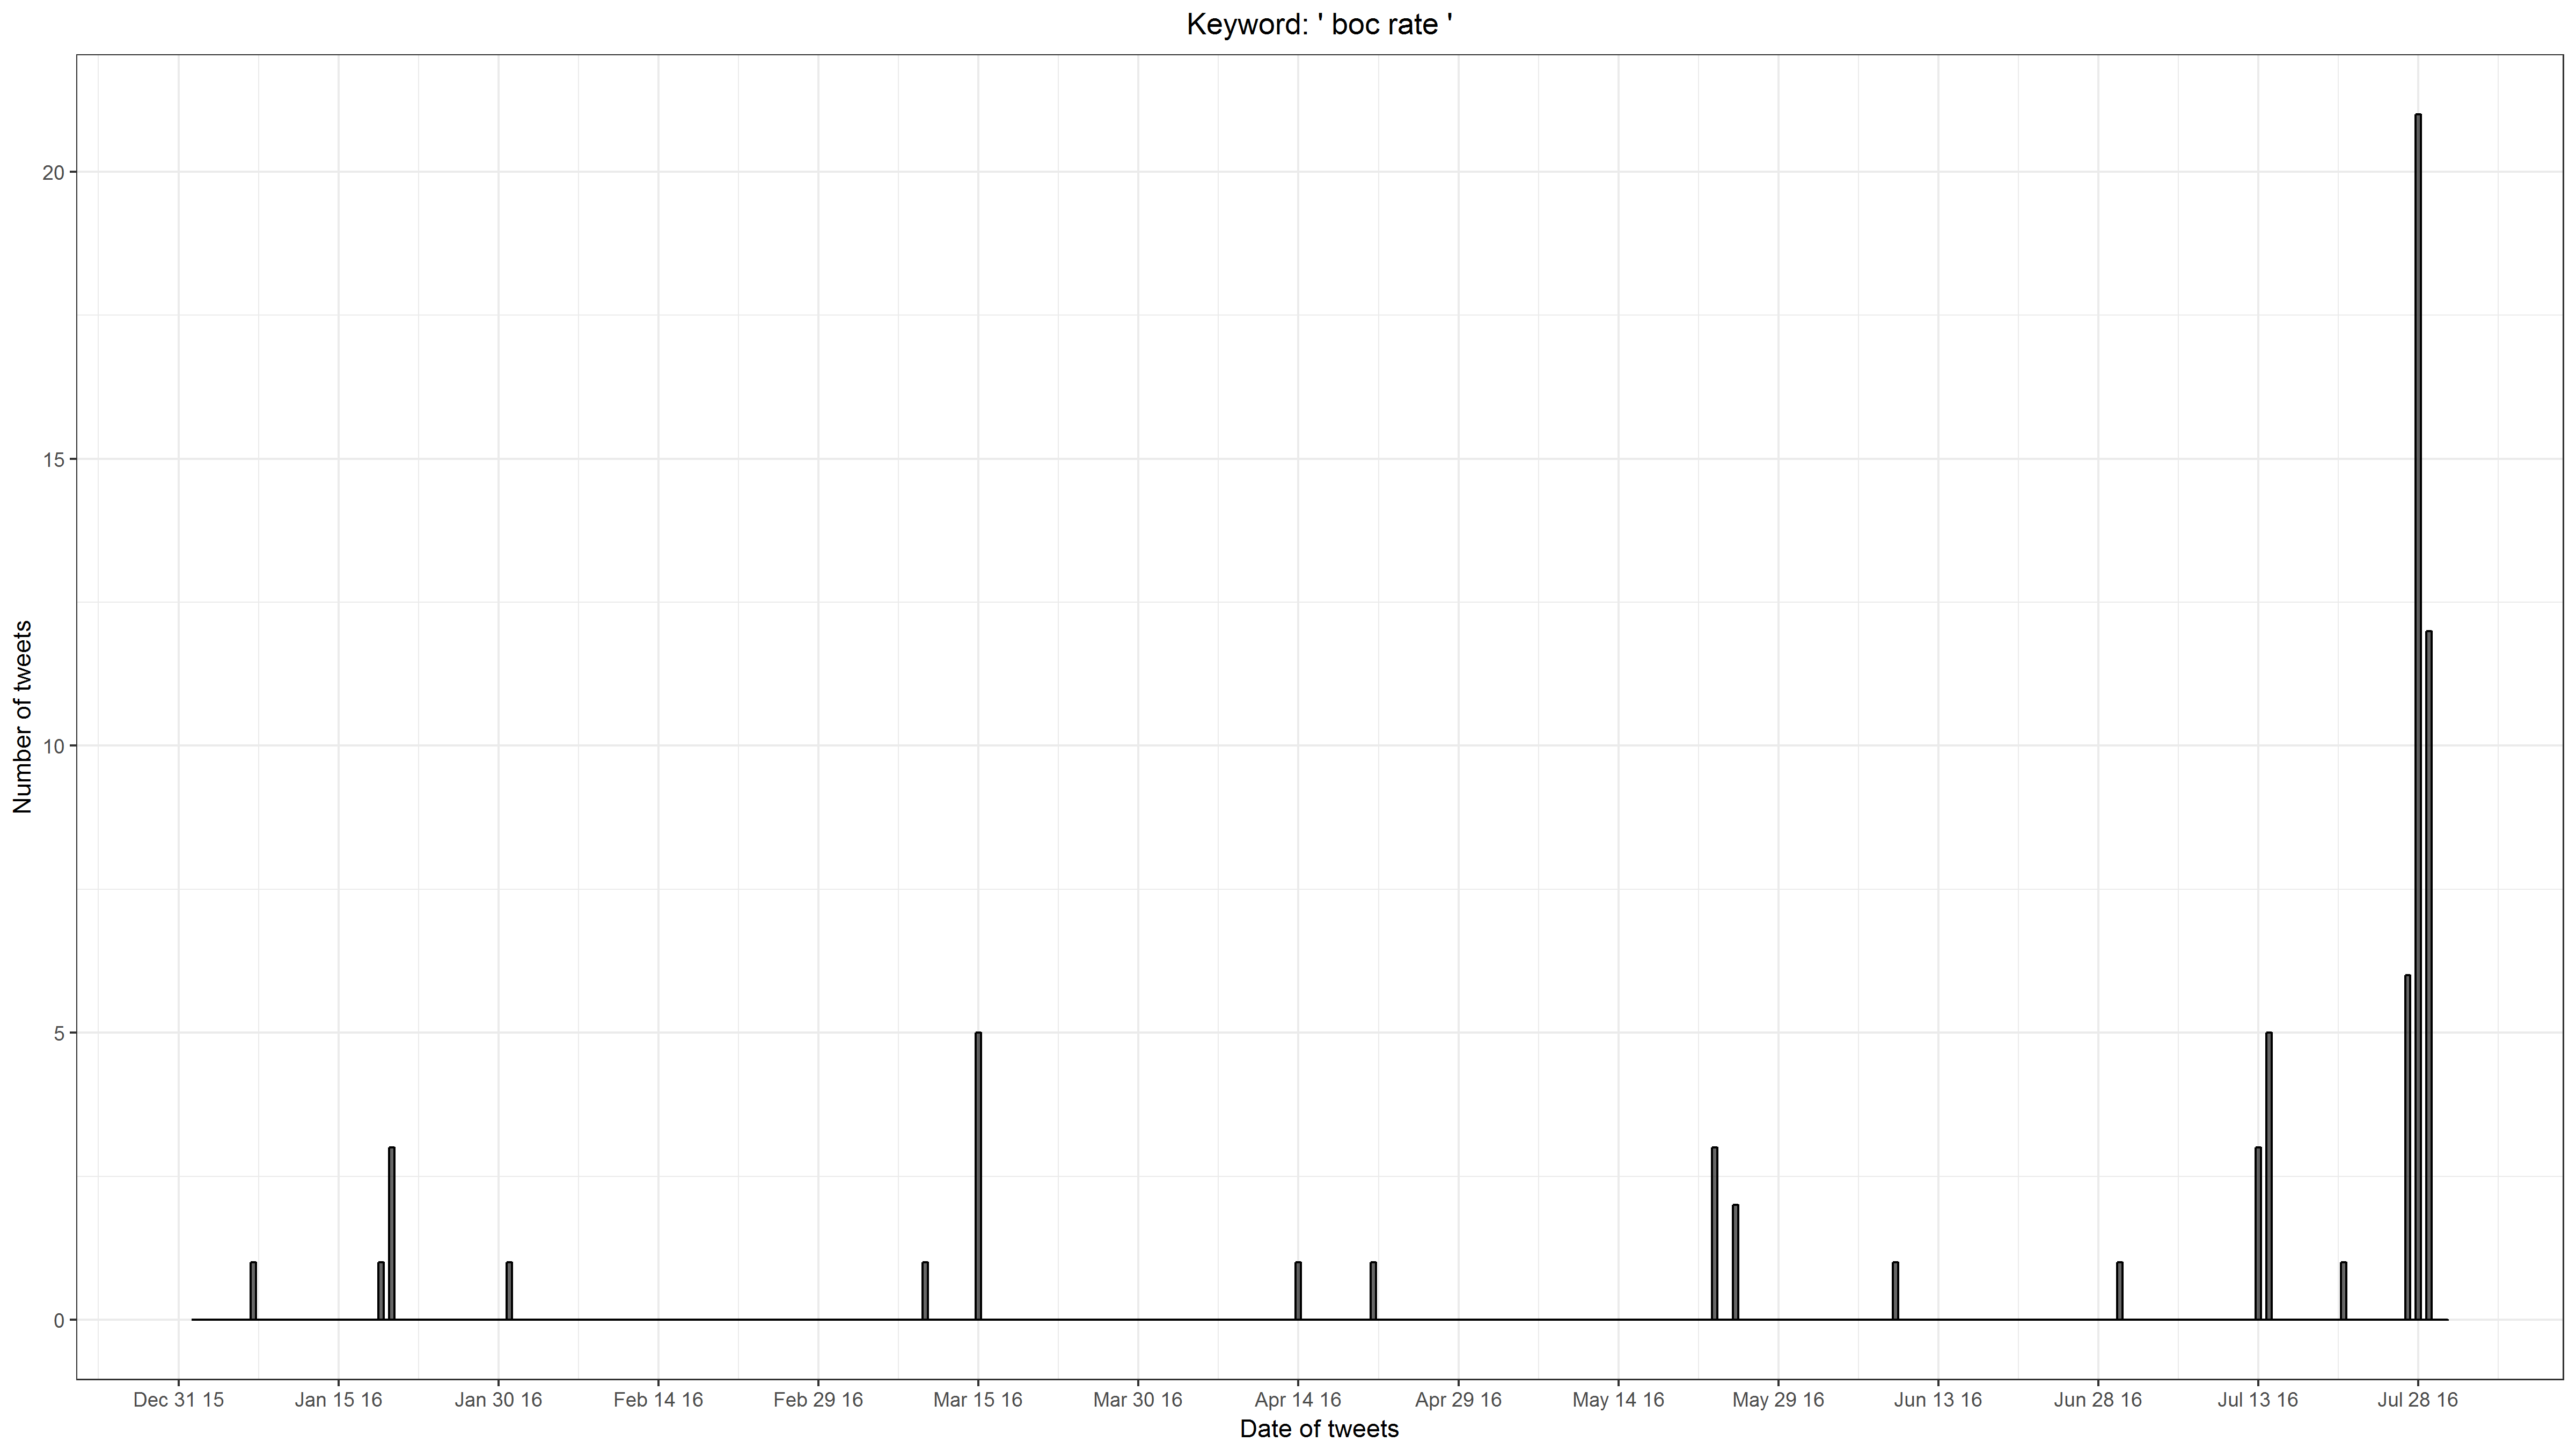 Keyword: ' boc rate '
Number of tweets
20
15
10
5
0
Dec 31 15 Jan 15 16 Jan 30 16 Feb 14 16 Feb 29 16 Mar 15 16 Mar 30 16 Apr 14 16 Apr 29 16 May 14 16 May 29 16 Jun 13 16 Jun 28 16 Jul 13 16 Jul 28 16
Date of tweets